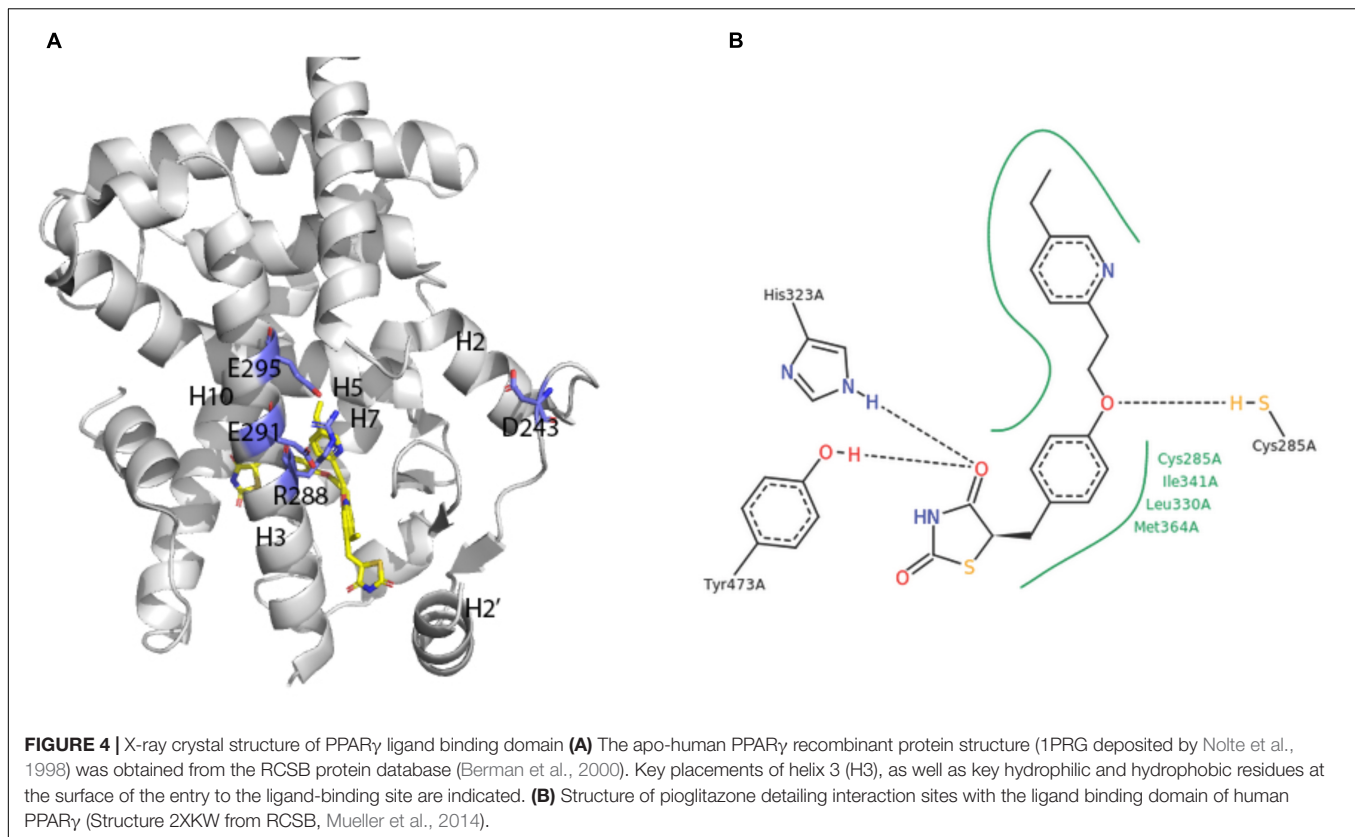 A
B
H2
E295
H5
H10
H7
E291
D243
R288
H3
H2'
His323A
N
N
H
O
H
Tyr473A
O
HN
O
S
N
O
H
S
Cys285A
Cys285A
Ile341A
Leu330A
Met364A
FIGURE 4 | X-ray crystal structure of PPARγ ligand binding domain (A) The apo-human PPARγ recombinant protein structure (1PRG deposited by Nolte et al.,
1998) was obtained from the RCSB protein database (Berman et al., 2000). Key placements of helix 3 (H3), as well as key hydrophilic and hydrophobic residues at
the surface of the entry to the ligand-binding site are indicated. (B) Structure of pioglitazone detailing interaction sites with the ligand binding domain of human
PPARγ (Structure 2XKW from RCSB, Mueller et al., 2014).